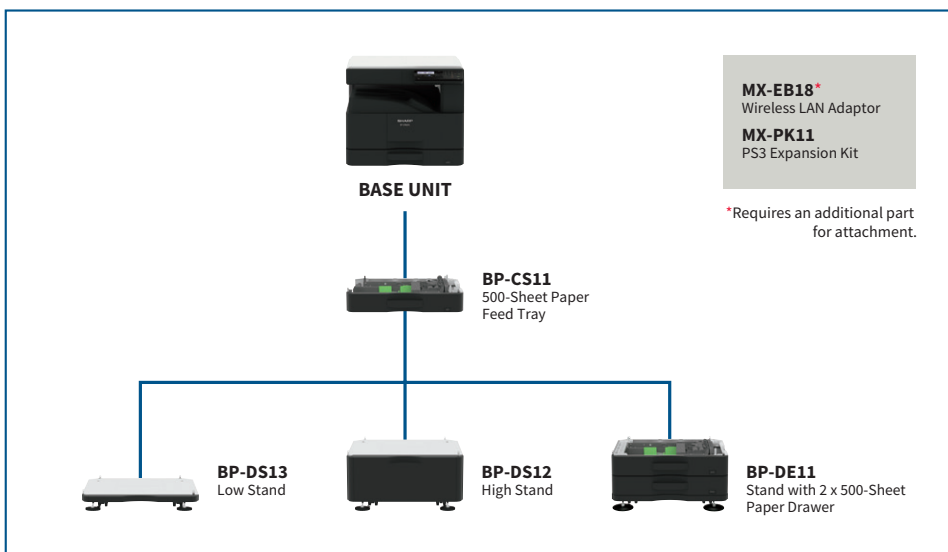 MX-EB18*
Wireless LAN Adaptor
MX-PK11
PS3 Expansion Kit
*Requires an additional part
for attachment.
BASE UNIT
BP-CS11
500-Sheet Paper
Feed Tray
BP-DS13
Low Stand
BP-DS12
High Stand
BP-DE11
Stand with 2 x 500-Sheet
Paper Drawer